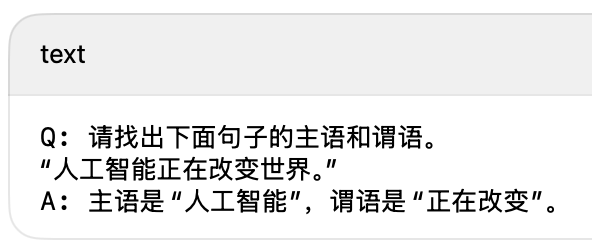 text
Q: 请找出下面句子的主语和谓语。
“人工智能正在改变世界。”
A: 主语是“人工智能”，谓语是“正在改变”。